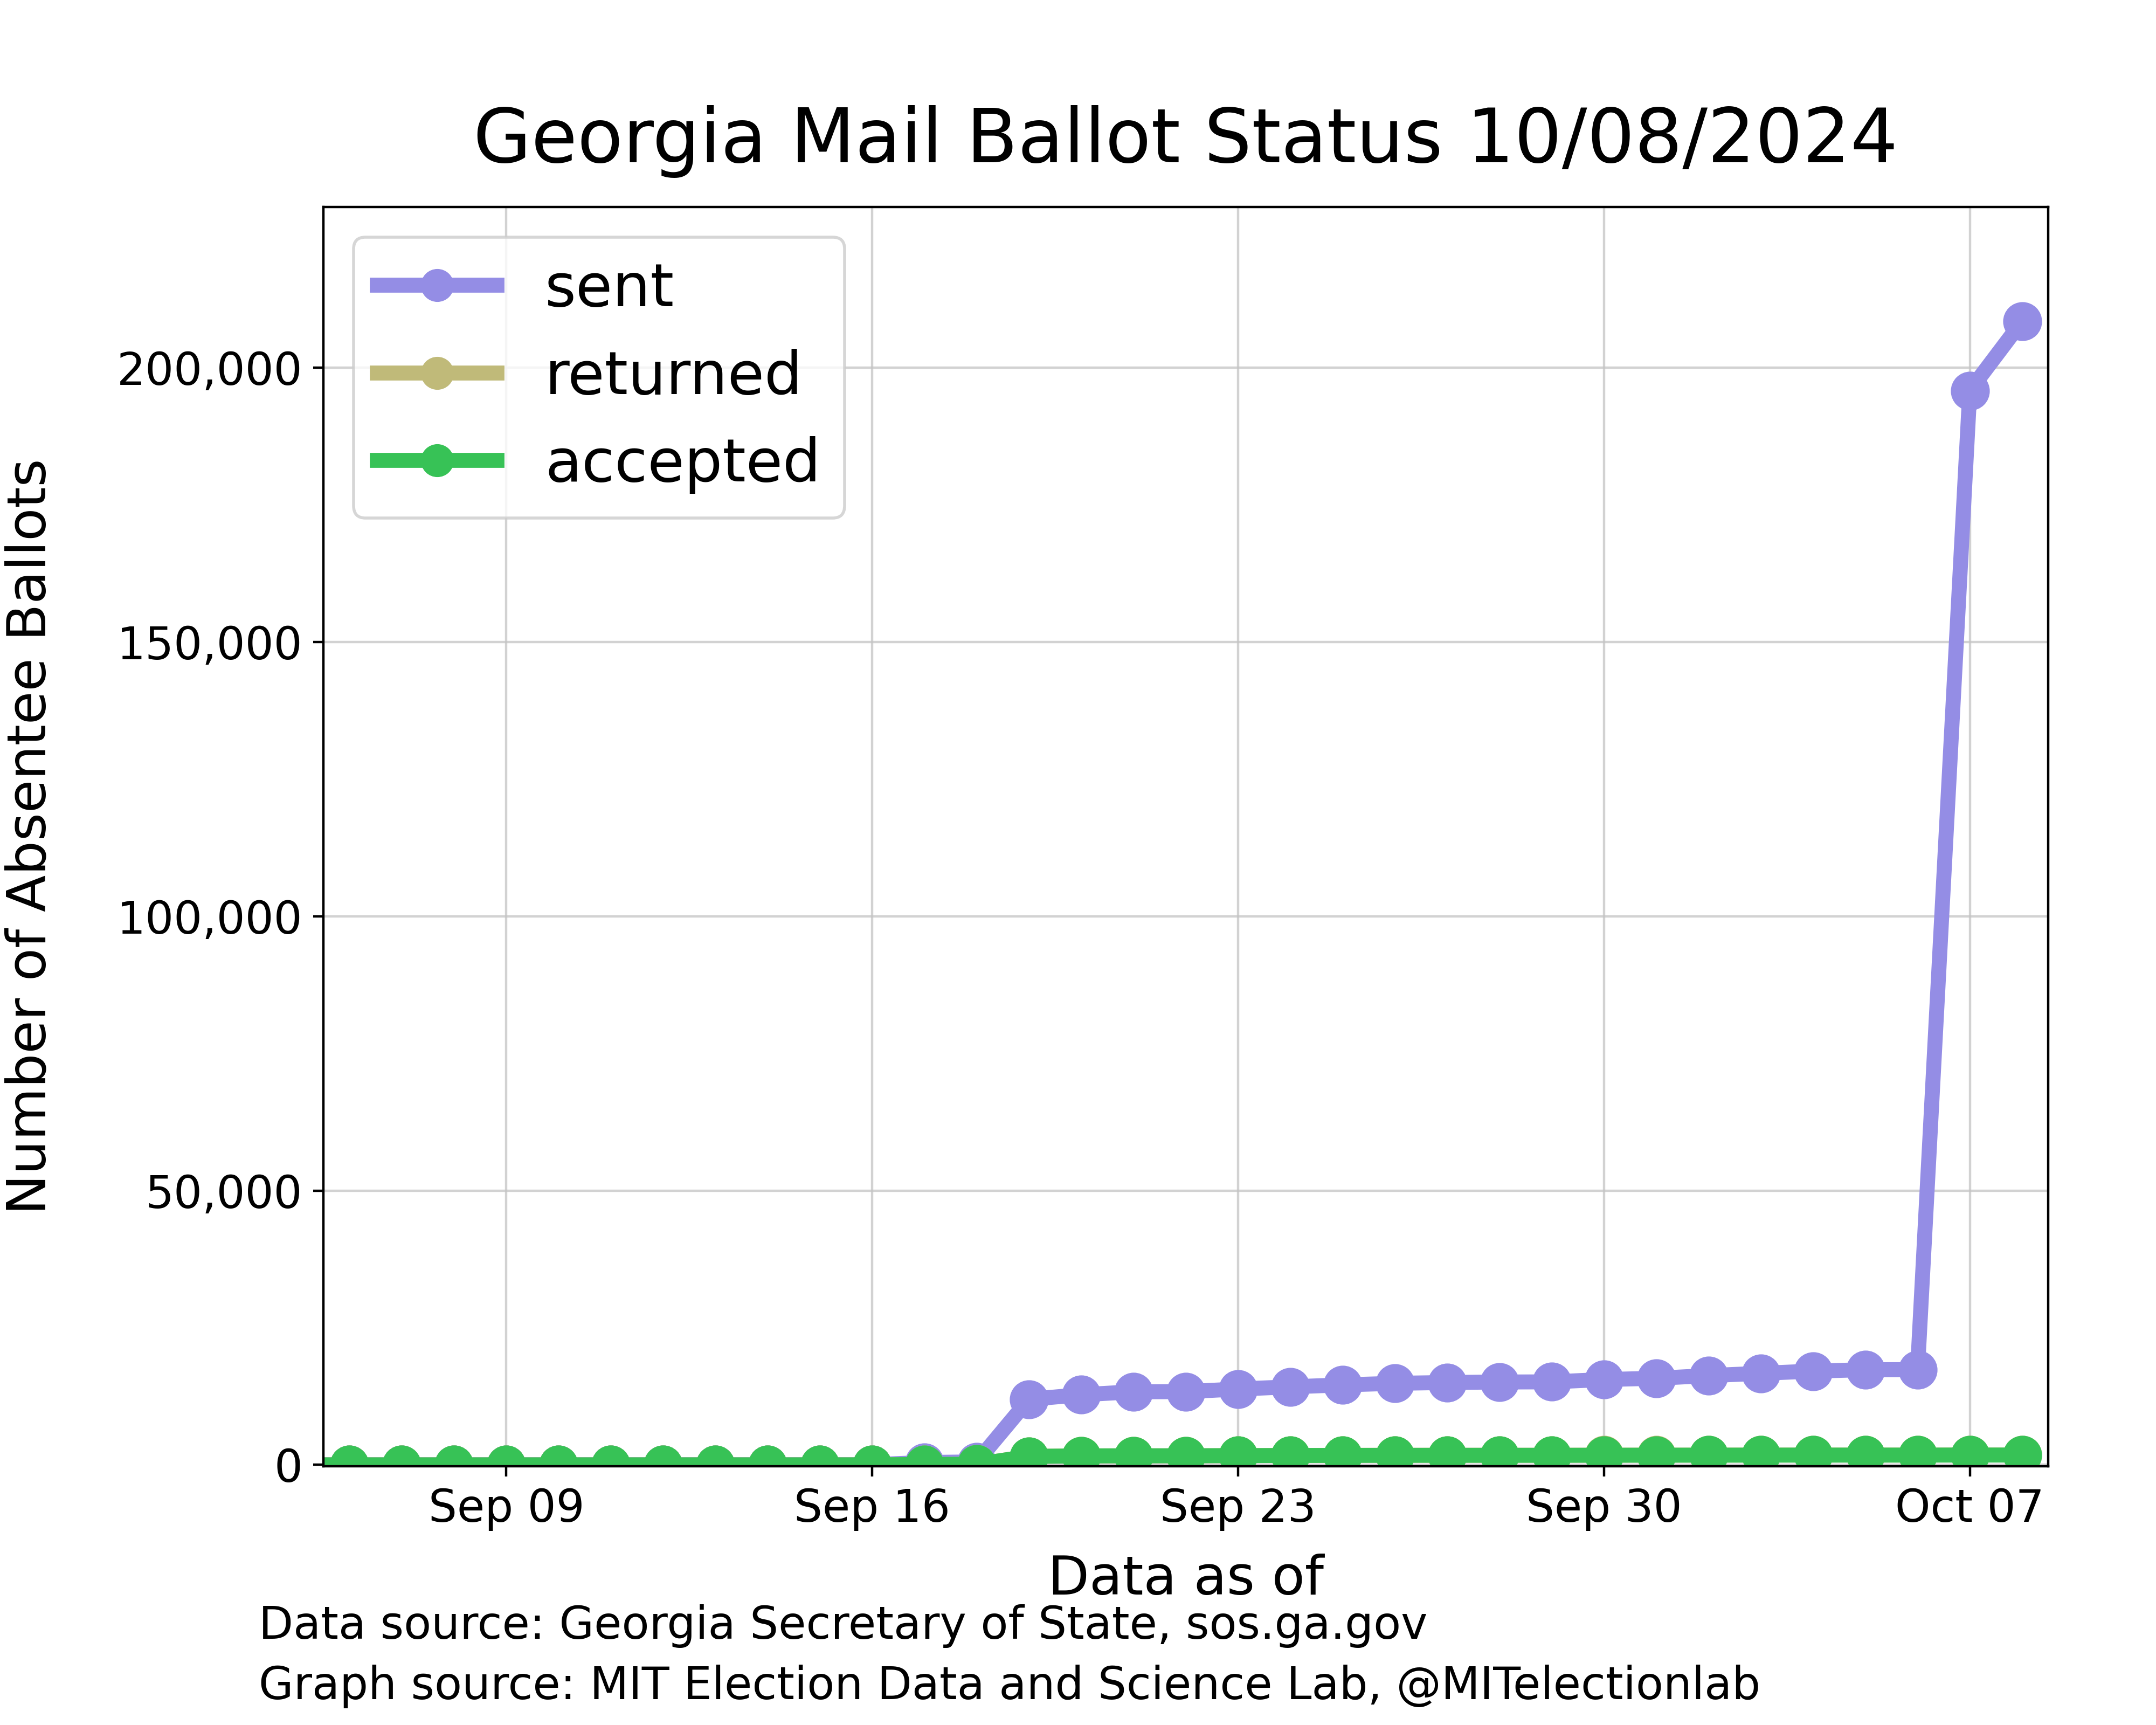 Georgia Mail Ballot Status 10/08/2024
sent
returned
accepted
Number of Absentee Ballots
200,000
150,000
100,000
50,000
0
Sep 09
Sep 16
Sep 23
Sep 30
Oct 07
Data as of
Data source: Georgia Secretary of State, sos.ga.gov
Graph source: MIT Election Data and Science Lab, @MITelectionlab